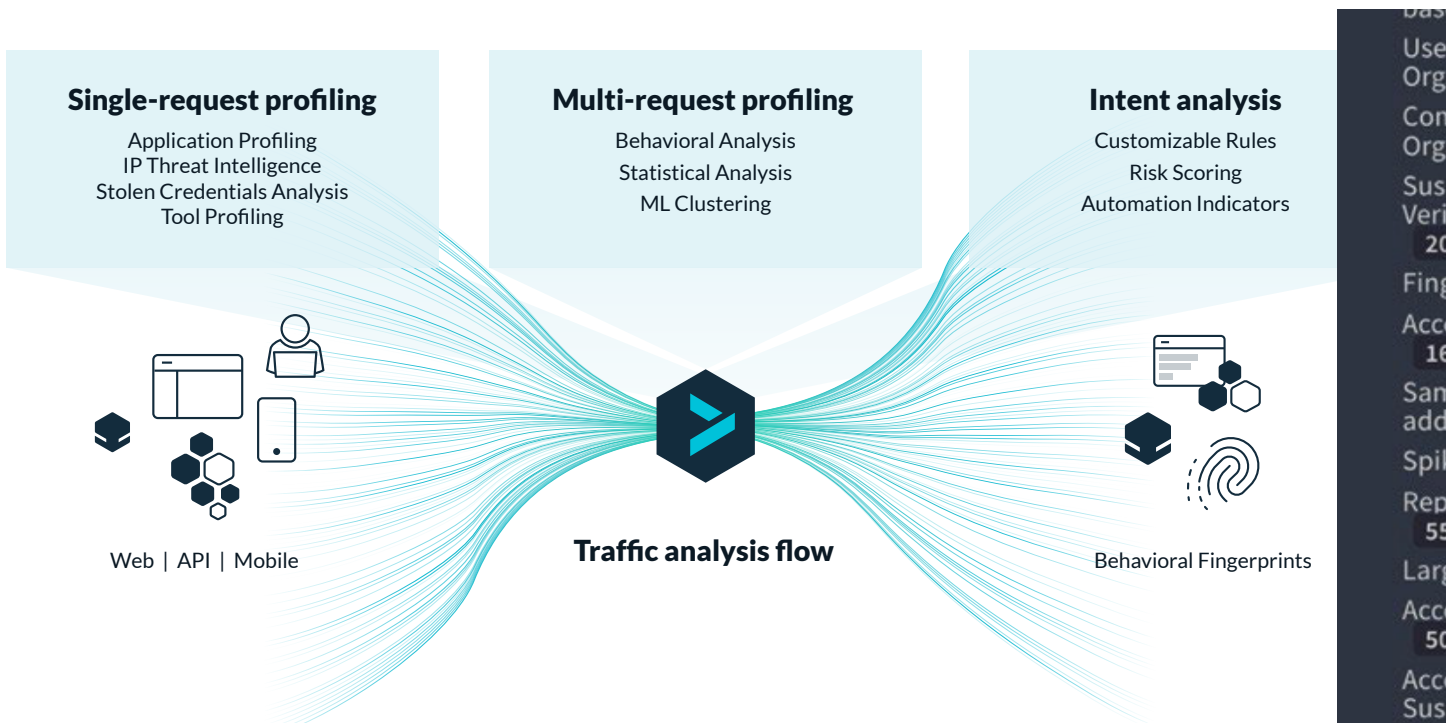 Single-request profiling
Application Profiling
IP Threat Intelligence
Stolen Credentials Analysis
Tool Profiling
Multi-request profiling
Behavioral Analysis
Statistical Analysis
ML Clustering
Intent analysis
Customizable Rules
Risk Scoring
Automation Indicators
Web | API | Mobile
Traffic analysis flow
Behavioral Fingerprints